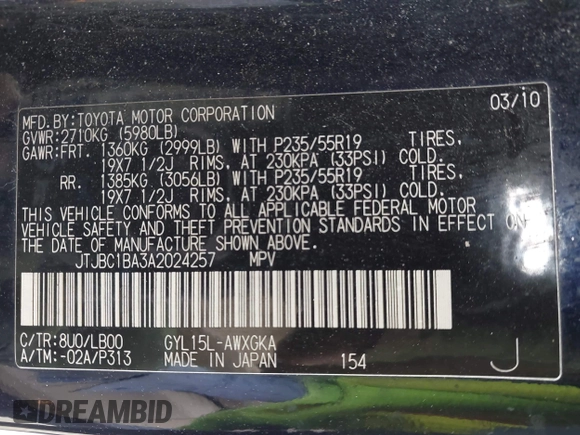 MFD. BY: TOYOTA MOTOR CORPORATION 03/10
GVWR: 2710KG (5980LB)
GAWR: FRT. 1360KG (2999LB) WITH P235/55R19 TIRES,
19X7 1/2J RIMS, AT 230KPA (33PSI) COLD.
RR. 1385KG (3056LB) WITH P235/55R19 TIRES,
19X7 1/2J RIMS, AT 230KPA (33PSI) COLD.
THIS VEHICLE CONFORMS TO ALL APPLICABLE FEDERAL MOTOR
VEHICLE SAFETY AND THEFT PREVENTION STANDARDS IN EFFECT ON
THE DATE OF MANUFACTURE SHOWN ABOVE.
JTJBC1BA3A2024257 MPV
C/TR: 8U0/LB00 GYL15L-AWXGKA
A/TM: -02A/P313 MADE IN JAPAN 154 J
DREAMBID